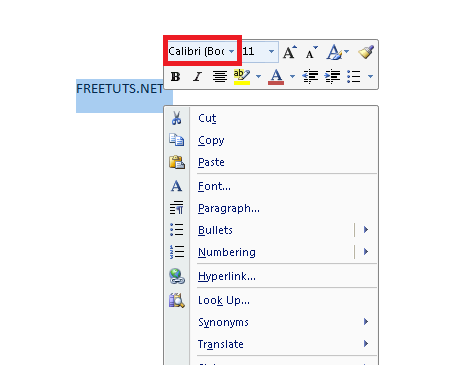 Calibri (Boc 11 A A A
B I ab A
FREETUTS.NET
Cut
Copy
Paste
A Font...
Paragraph...
Bullets
Numbering
Hyperlink...
Look Up...
Synonyms
Translate